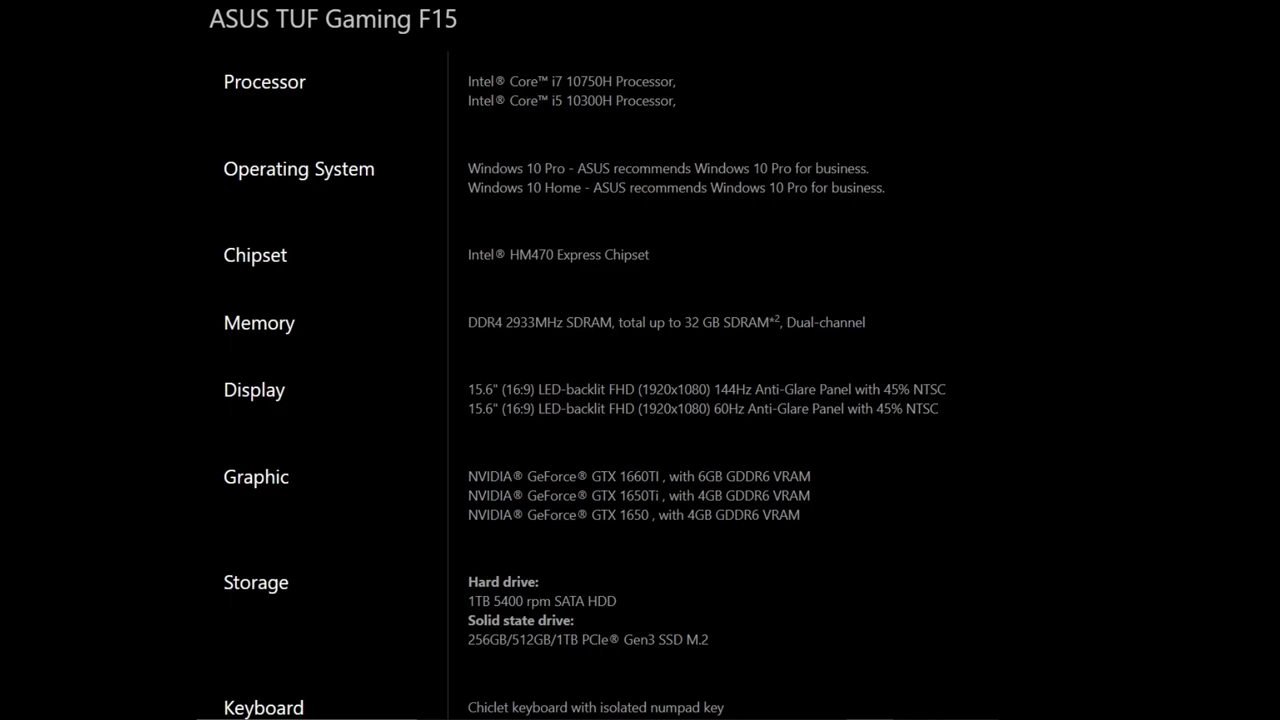 ASUS TUF Gaming F15
Processor
Intel® Core™ i7 10750H Processor,
Intel® Core™ i5 10300H Processor,
Operating System
Windows 10 Pro - ASUS recommends Windows 10 Pro for business.
Windows 10 Home - ASUS recommends Windows 10 Pro for business.
Chipset
Intel® HM470 Express Chipset
Memory
DDR4 2933MHz SDRAM, total up to 32 GB SDRAM*², Dual-channel
Display
15.6" (16:9) LED-backlit FHD (1920x1080) 144Hz Anti-Glare Panel with 45% NTSC
15.6" (16:9) LED-backlit FHD (1920x1080) 60Hz Anti-Glare Panel with 45% NTSC
Graphic
NVIDIA® GeForce® GTX 1660TI , with 6GB GDDR6 VRAM
NVIDIA® GeForce® GTX 1650Ti , with 4GB GDDR6 VRAM
NVIDIA® GeForce® GTX 1650 , with 4GB GDDR6 VRAM
Storage
Hard drive:
1TB 5400 rpm SATA HDD
Solid state drive:
256GB/512GB/1TB PCIe® Gen3 SSD M.2
Keyboard
Chiclet keyboard with isolated numpad key